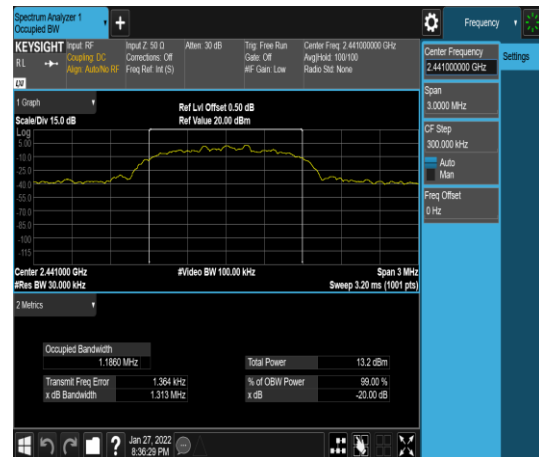 Spectrum Analyzer 1
Occupied BW
Frequency
KEYSIGHT
Input: RF
Coupling: DC
Align: Auto/No RF
Input Z: 50 Ω
Corrections: Off
Freq Ref: Int (S)
Atten: 30 dB
Trig: Free Run
Gate: Off
#IF Gain: Low
Center Freq: 2.441000000 GHz
Avg|Hold: 100/100
Radio Std: None
RL
LXI
Center Frequency
2.441000000 GHz
Settings
Span
3.0000 MHz
CF Step
300.000 kHz
Auto
Man
Freq Offset
0 Hz
1 Graph
Scale/Div 15.0 dB
Ref Lvl Offset 0.50 dB
Ref Value 20.00 dBm
Log
5.00
-10.0
-25.0
-40.0
-55.0
-70.0
-85.0
-100
-115
Center 2.441000 GHz
#Video BW 100.00 kHz
Span 3 MHz
#Res BW 30.000 kHz
Sweep 3.20 ms (1001 pts)
2 Metrics
Occupied Bandwidth
1.1860 MHz
Total Power 13.2 dBm
Transmit Freq Error 1.364 kHz
% of OBW Power 99.00 %
x dB Bandwidth 1.313 MHz
x dB -20.00 dB
Jan 27, 2022
8:36:29 PM